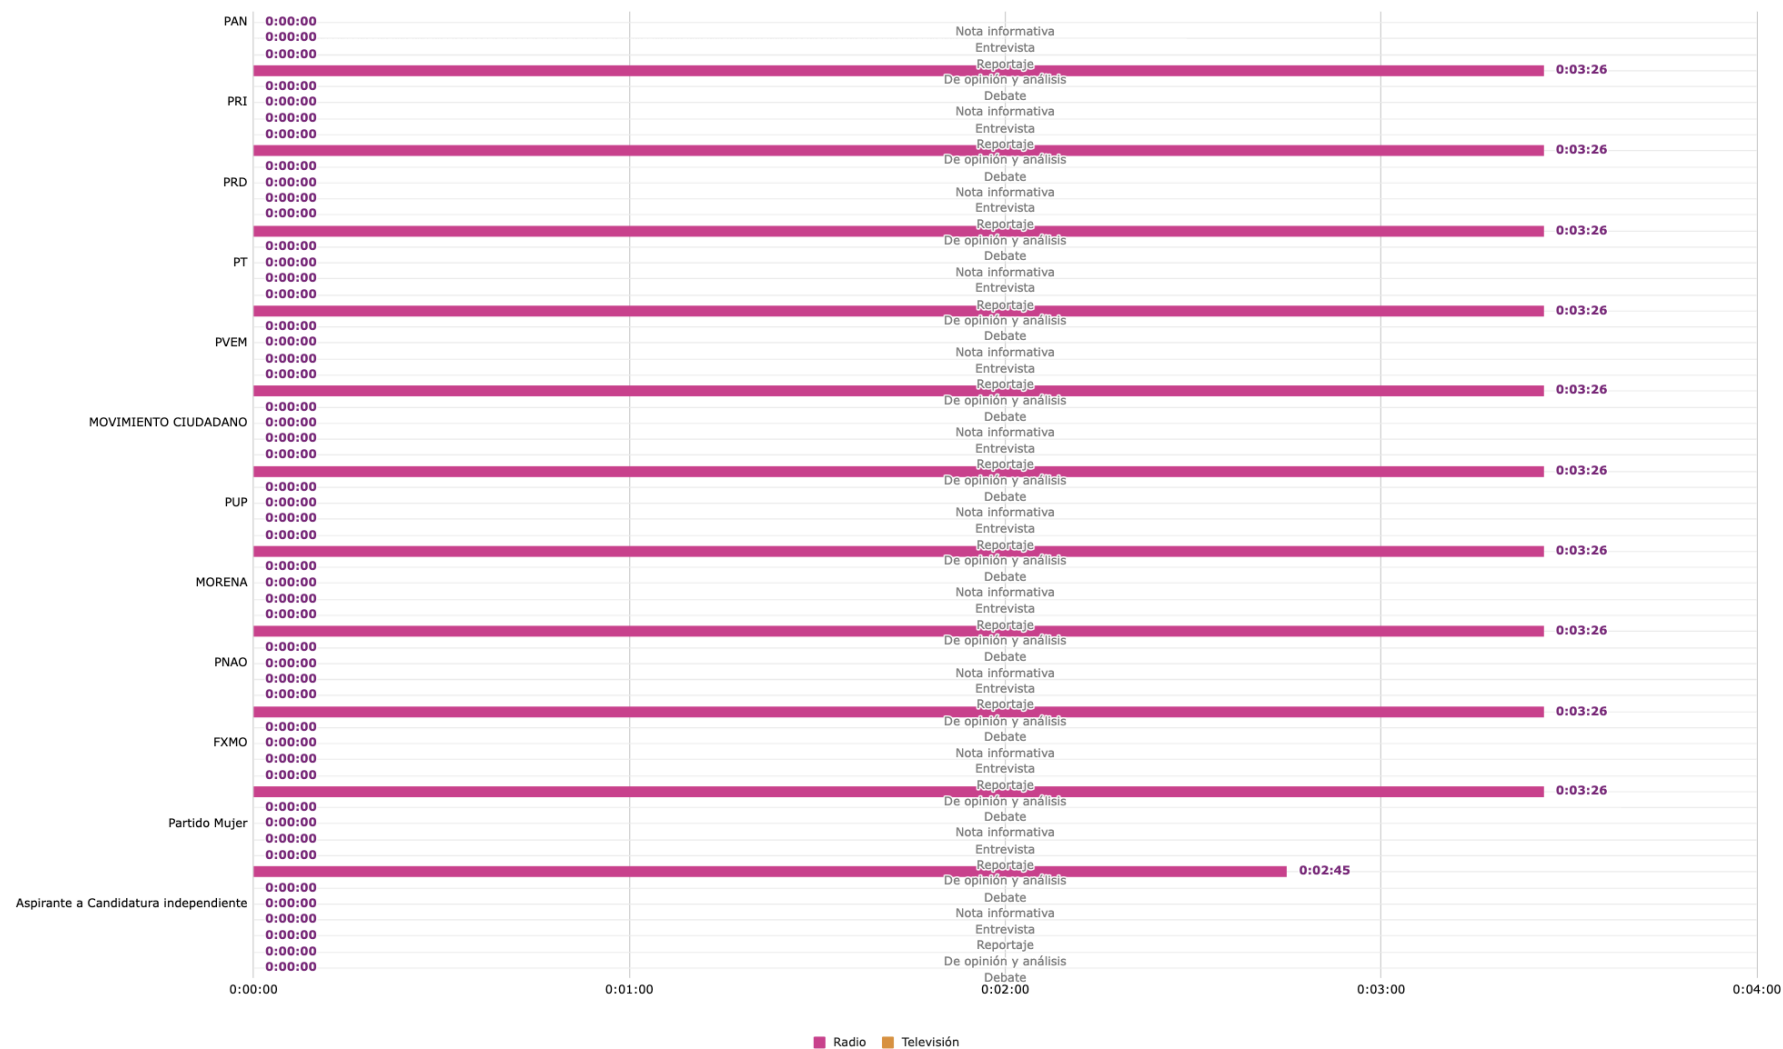 PAN 0:00:00
Nota informativa
0:00:00
Entrevista
0:00:00
Reportaje
0:03:26
De opinión y análisis
0:00:00
Debate
PRI 0:00:00
Nota informativa
0:00:00
Entrevista
0:00:00
Reportaje
0:03:26
De opinión y análisis
0:00:00
Debate
PRD 0:00:00
Nota informativa
0:00:00
Entrevista
0:00:00
Reportaje
0:03:26
De opinión y análisis
0:00:00
Debate
PT 0:00:00
Nota informativa
0:00:00
Entrevista
0:00:00
Reportaje
0:03:26
De opinión y análisis
0:00:00
Debate
PVEM 0:00:00
Nota informativa
0:00:00
Entrevista
0:00:00
Reportaje
0:03:26
De opinión y análisis
0:00:00
Debate
MOVIMIENTO CIUDADANO 0:00:00
Nota informativa
0:00:00
Entrevista
0:00:00
Reportaje
0:03:26
De opinión y análisis
0:00:00
Debate
PUP 0:00:00
Nota informativa
0:00:00
Entrevista
0:00:00
Reportaje
0:03:26
De opinión y análisis
0:00:00
Debate
MORENA 0:00:00
Nota informativa
0:00:00
Entrevista
0:00:00
Reportaje
0:03:26
De opinión y análisis
0:00:00
Debate
PNAO 0:00:00
Nota informativa
0:00:00
Entrevista
0:00:00
Reportaje
0:03:26
De opinión y análisis
0:00:00
Debate
FXMO 0:00:00
Nota informativa
0:00:00
Entrevista
0:00:00
Reportaje
0:03:26
De opinión y análisis
0:00:00
Debate
Partido Mujer 0:00:00
Nota informativa
0:00:00
Entrevista
0:00:00
Reportaje
0:02:45
De opinión y análisis
0:00:00
Debate
Aspirante a Candidatura independiente 0:00:00
Nota informativa
0:00:00
Entrevista
0:00:00
Reportaje
0:00:00
De opinión y análisis
0:00:00
Debate
0:00:00 0:01:00 0:02:00 0:03:00 0:04:00
Radio Televisión